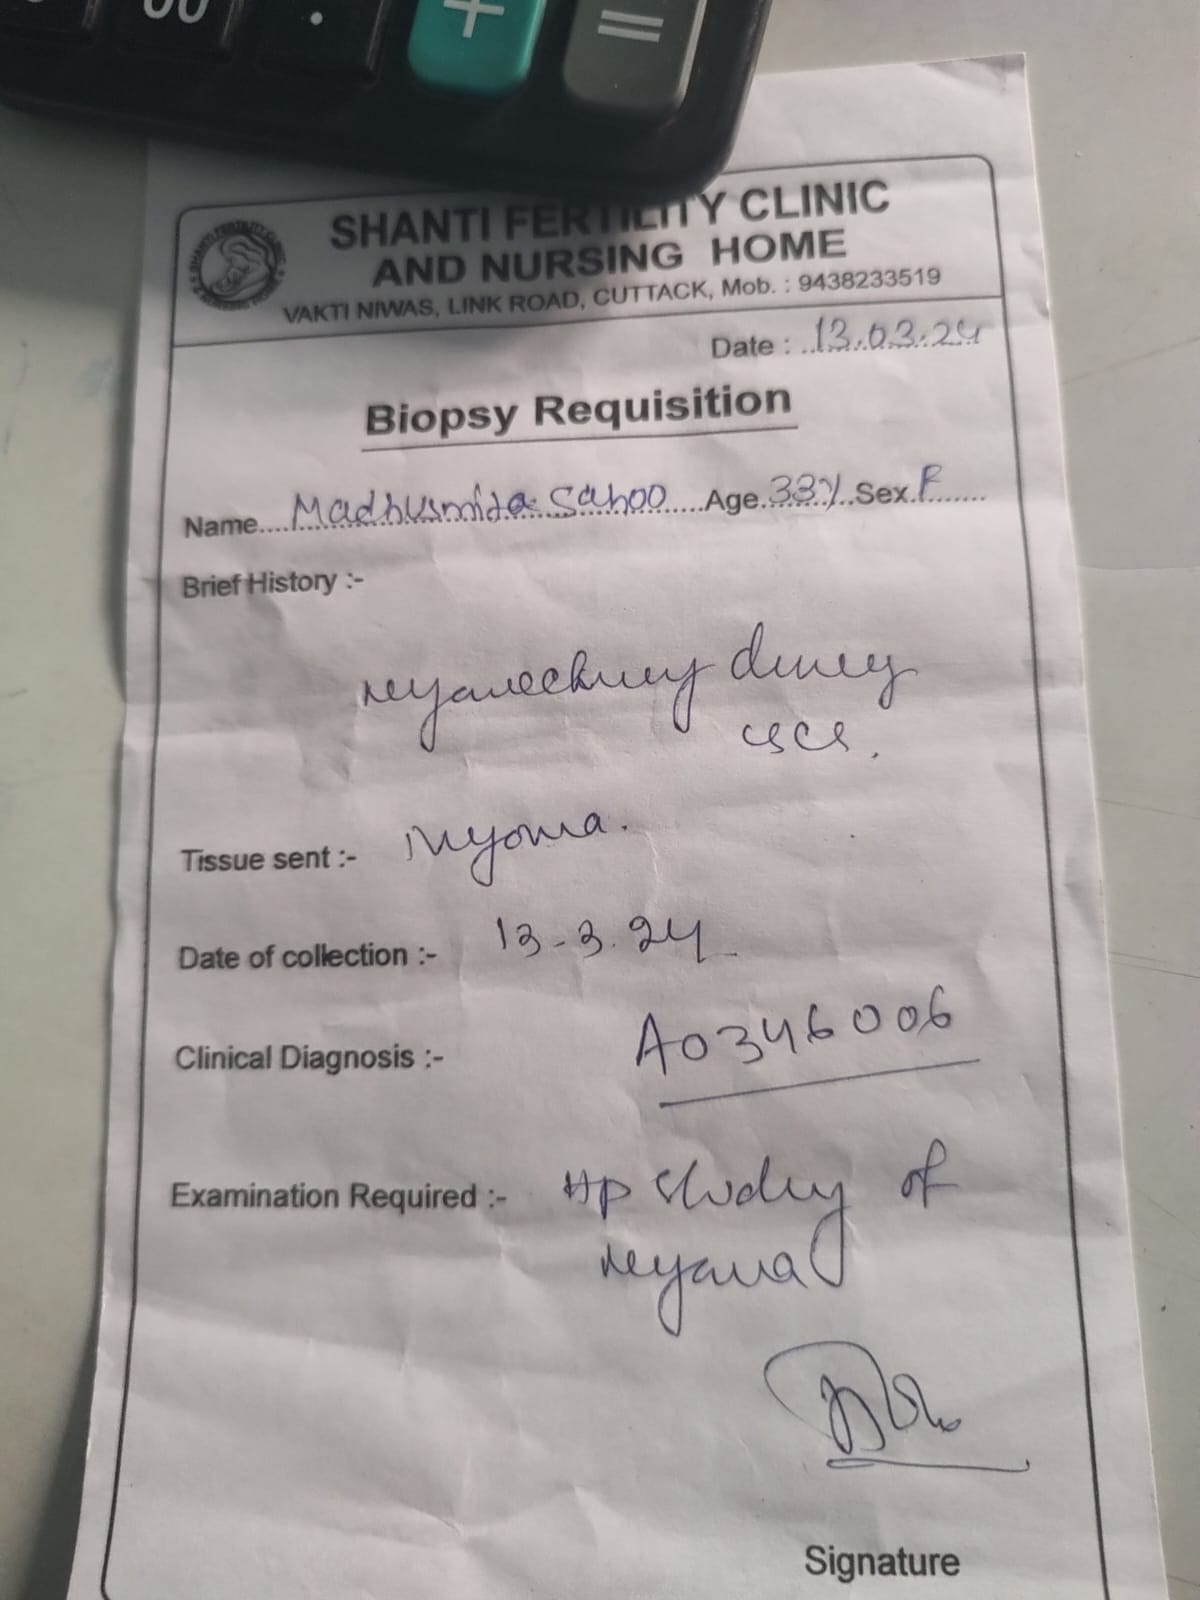 00 .
+ =
SHANTI FERTILITY CLINIC
AND NURSING HOME
VAKTI NIWAS, LINK ROAD, CUTTACK, Mob. : 9438233519
Date : 13.03.24
Biopsy Requisition
Name Madhusmita Sahoo Age 33y Sex F
Brief History :-
myomectomy during
LSCS.
Tissue sent :- Myoma.
Date of collection :- 13-3.24
A0346006
Clinical Diagnosis :-
Examination Required :- HP study of
myoma
Signature